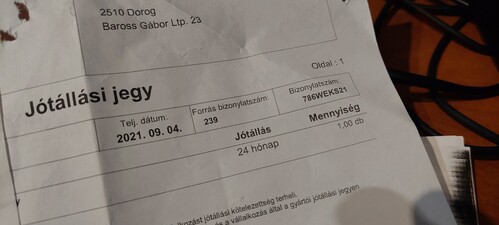 2510 Dorog
Baross Gábor Ltp. 23
Oldal : 1
Jótállási jegy
Telj. dátum: Forrás bizonylatszám: Bizonylatszám:
2021. 09. 04. 239 786WEKS21
Jótállás Mennyiség
24 hónap 1,00 db
jótállási kötelezettség terheli.
és a vállalkozás által a gyártói jótállási jegyen